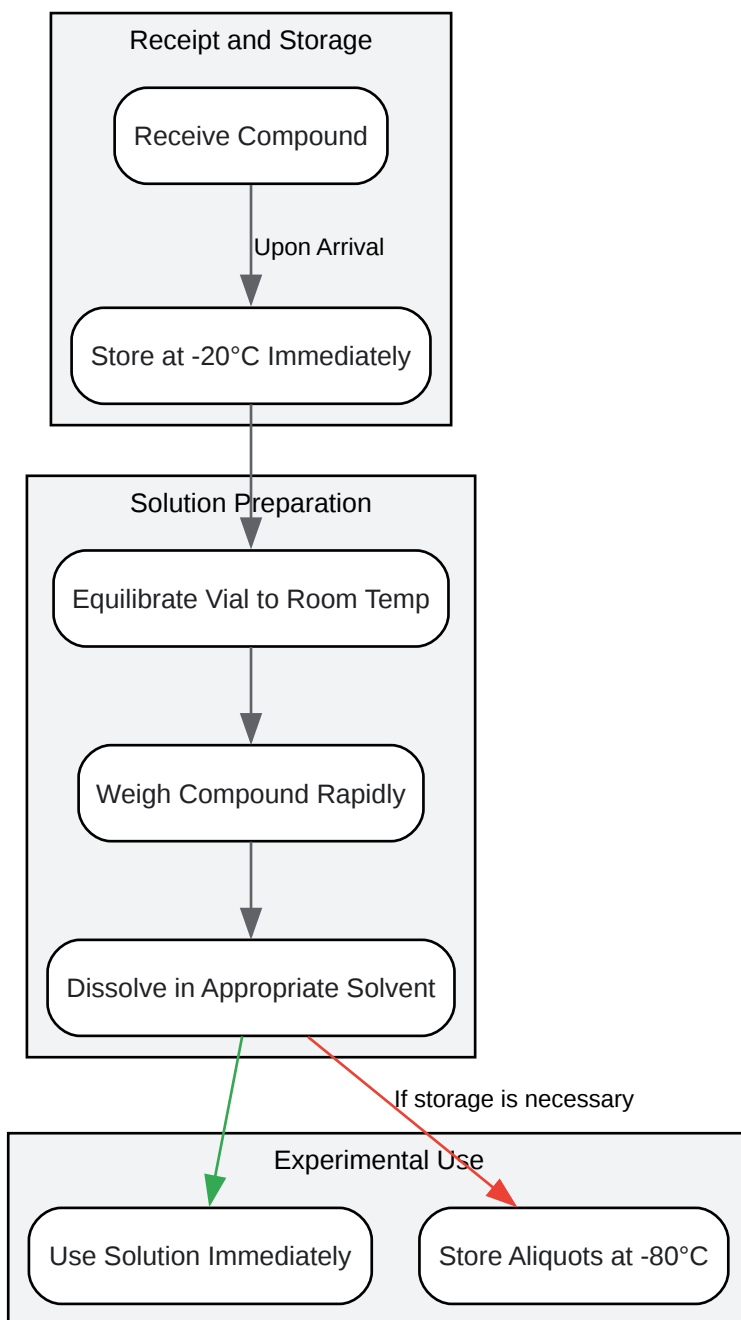 Receipt and Storage
Receive Compound
Upon Arrival
Store at -20°C Immediately
Solution Preparation
Equilibrate Vial to Room Temp
Weigh Compound Rapidly
Dissolve in Appropriate Solvent
If storage is necessary
Experimental Use
Use Solution Immediately
Store Aliquots at -80°C